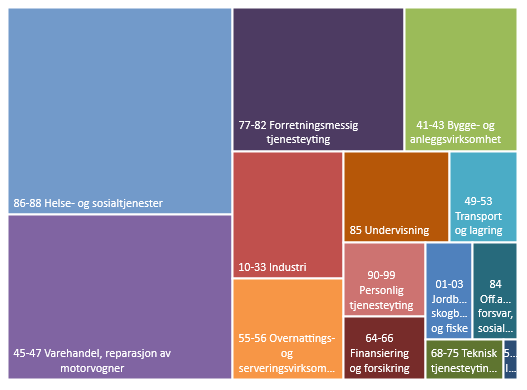 86-88 Helse- og sosialtjenester
45-47 Varehandel, reparasjon av
motorvogner
77-82 Forretningsmessig
tjenesteyting
41-43 Bygge- og
anleggsvirksomhet
10-33 Industri
55-56 Overnattings-
og
serveringsvirksom...
85 Undervisning
49-53
Transport
og lagring
90-99
Personlig
tjenesteyting
64-66
Finansiering
og forsikring
01-03
Jordb...
skogb...
og fiske
84
Off.a...
forsvar,
sosial...
68-75 Teknisk
tjenesteytin...
5...
I...